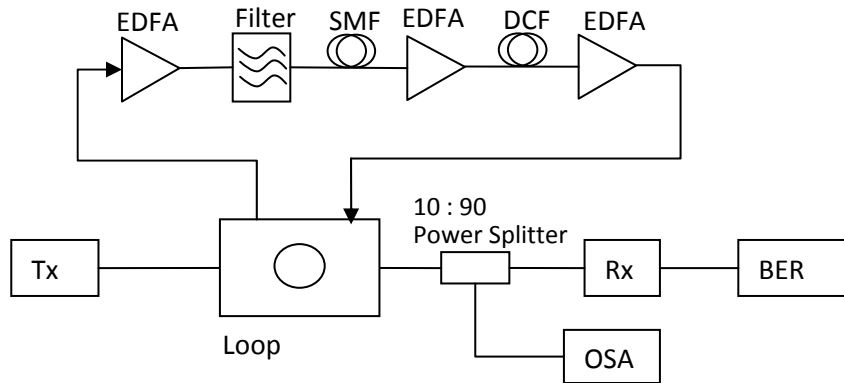 EDFA Filter SMF EDFA DCF EDFA
10 : 90
Power Splitter
Tx Rx BER
Loop
OSA